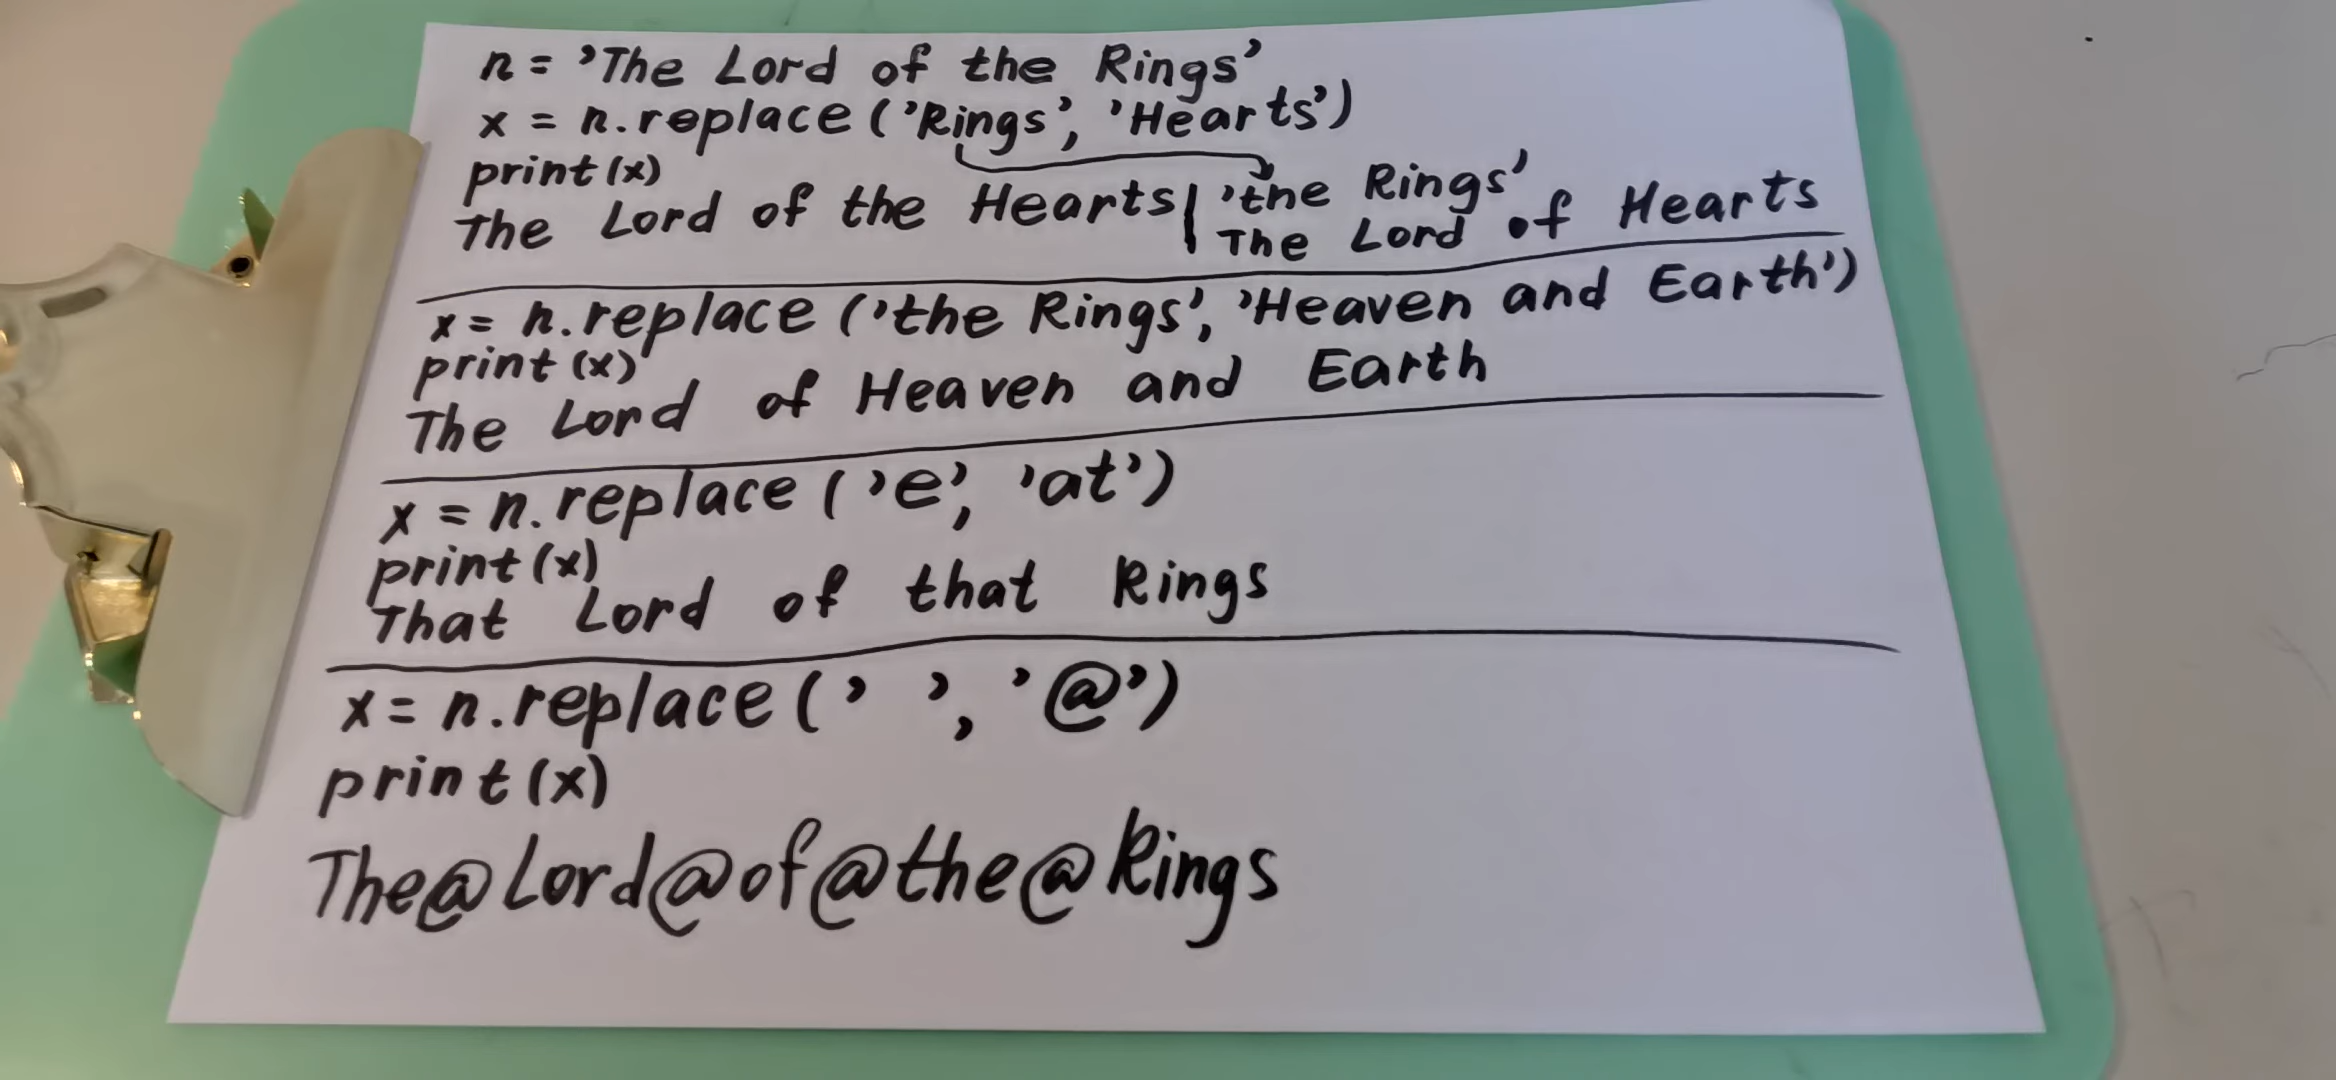 n = 'The Lord of the Rings'
x = n.replace('Rings', 'Hearts')
print(x)
The Lord of the Hearts | 'the Rings'
The Lord of Hearts
x = n.replace('the Rings', 'Heaven and Earth')
print(x)
The Lord of Heaven and Earth
x = n.replace('e', 'at')
print(x)
That Lord of that Rings
x = n.replace(' ', '@')
print(x)
The@Lord@of@the@Rings